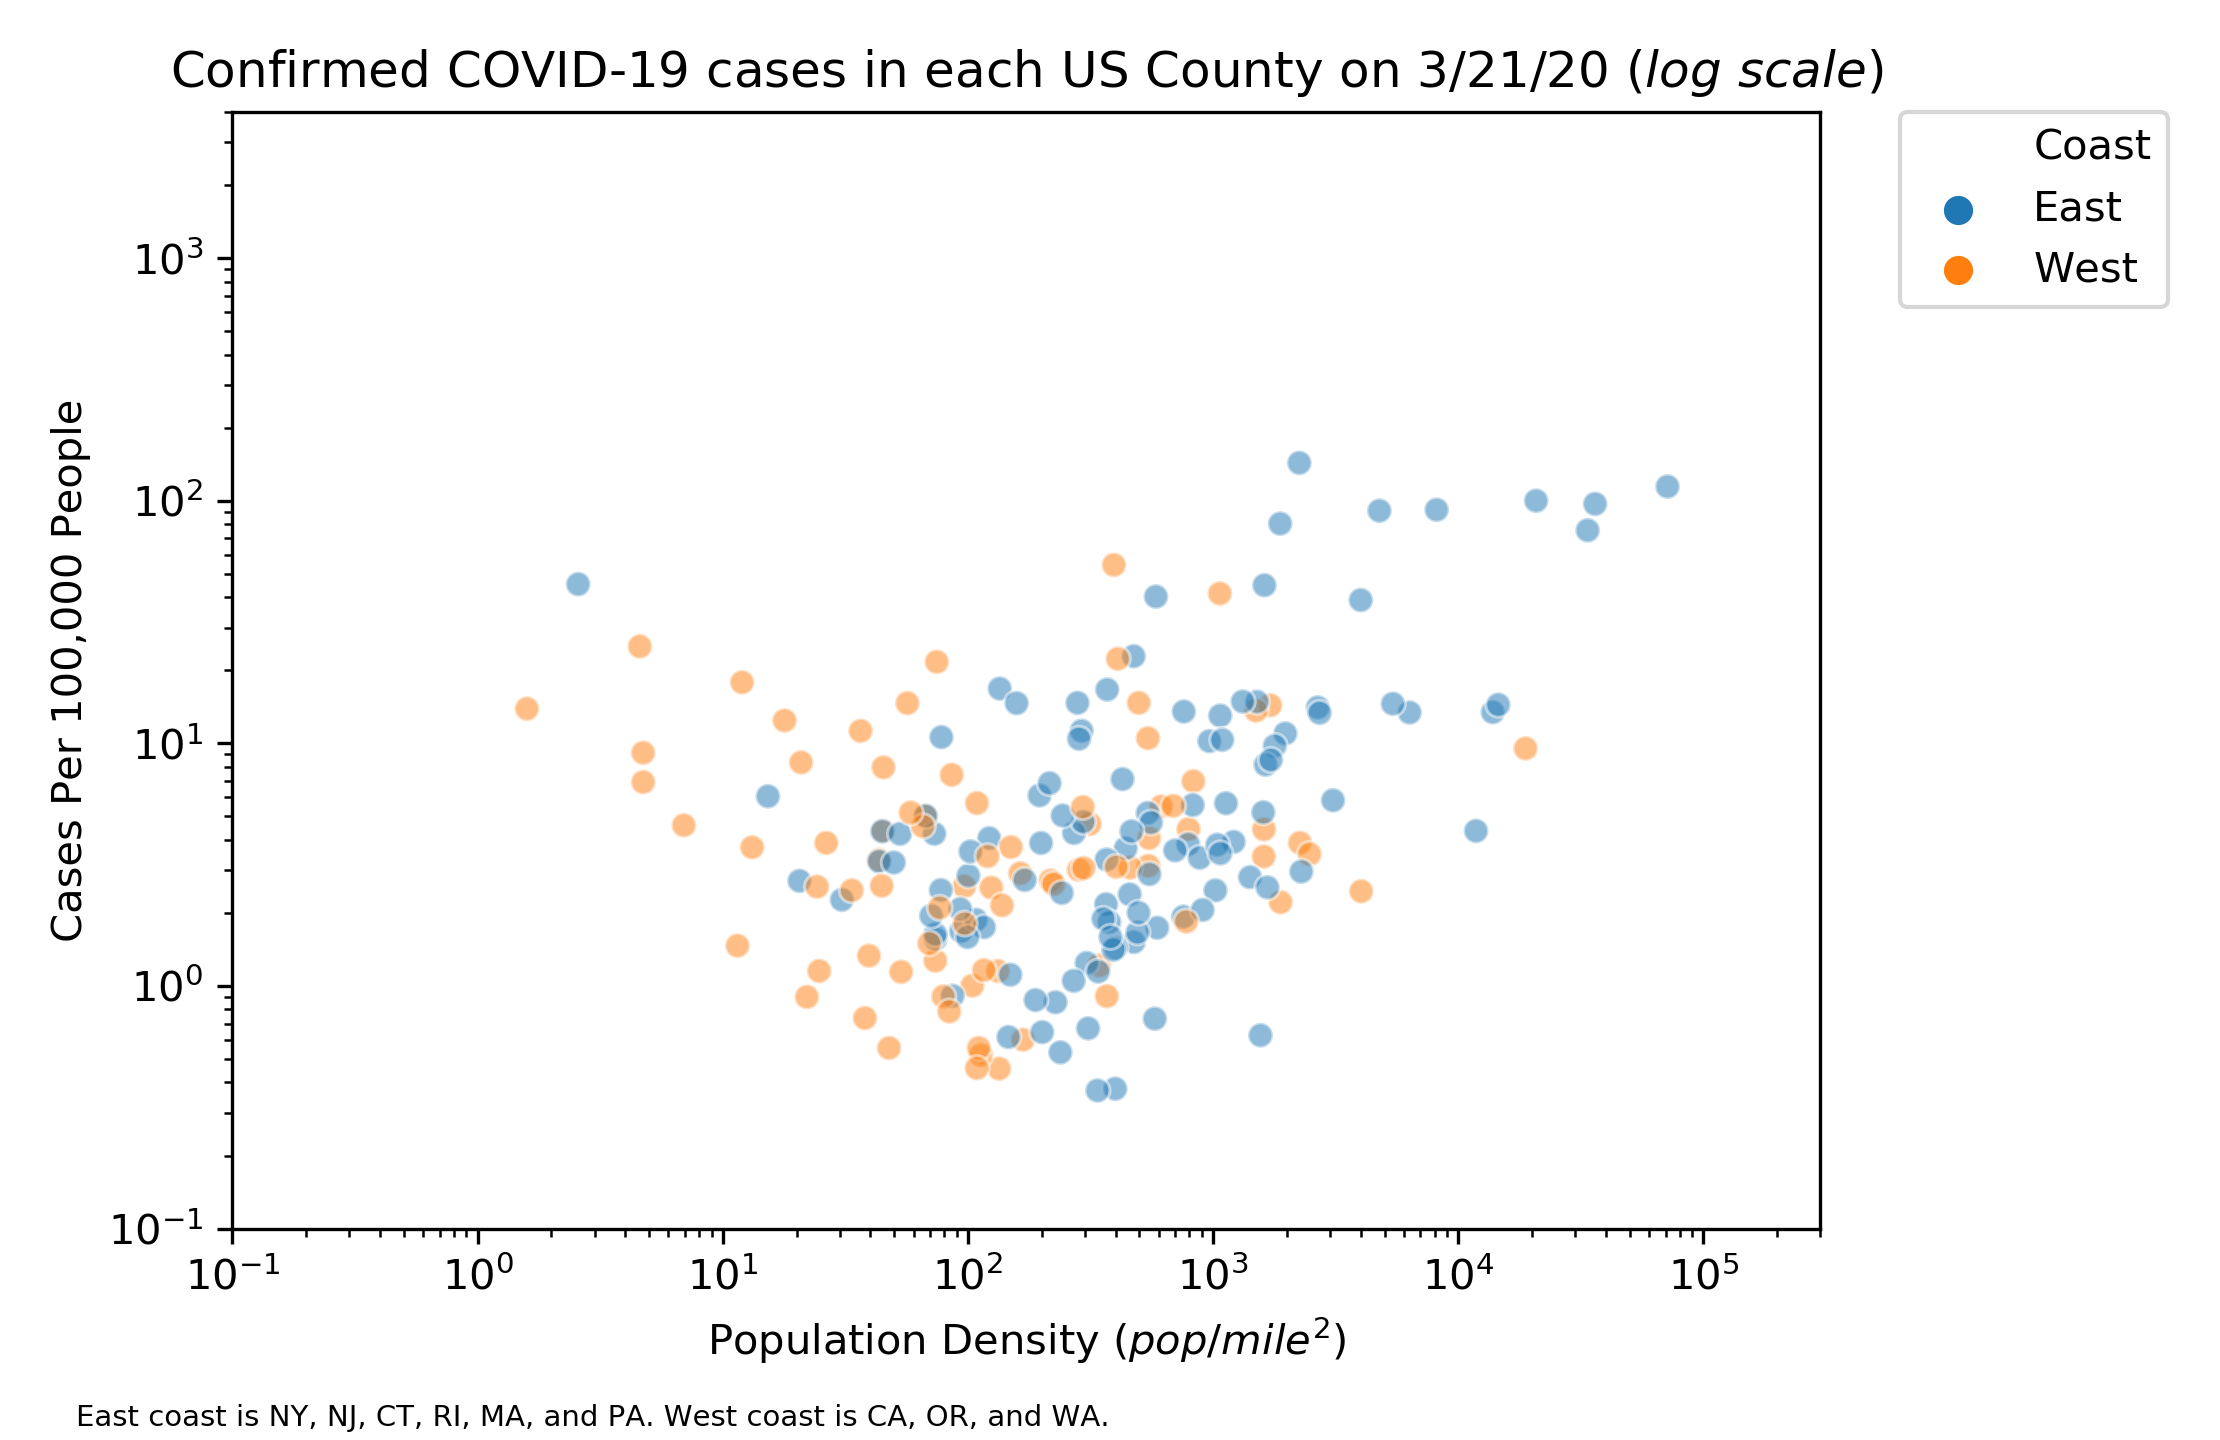 Confirmed COVID-19 cases in each US County on 3/21/20 (log scale)
Coast
East
West
Cases Per 100,000 People
10³
10²
10¹
10⁰
10⁻¹
10⁻¹ 10⁰ 10¹ 10² 10³ 10⁴ 10⁵
Population Density (pop/mile²)
East coast is NY, NJ, CT, RI, MA, and PA. West coast is CA, OR, and WA.